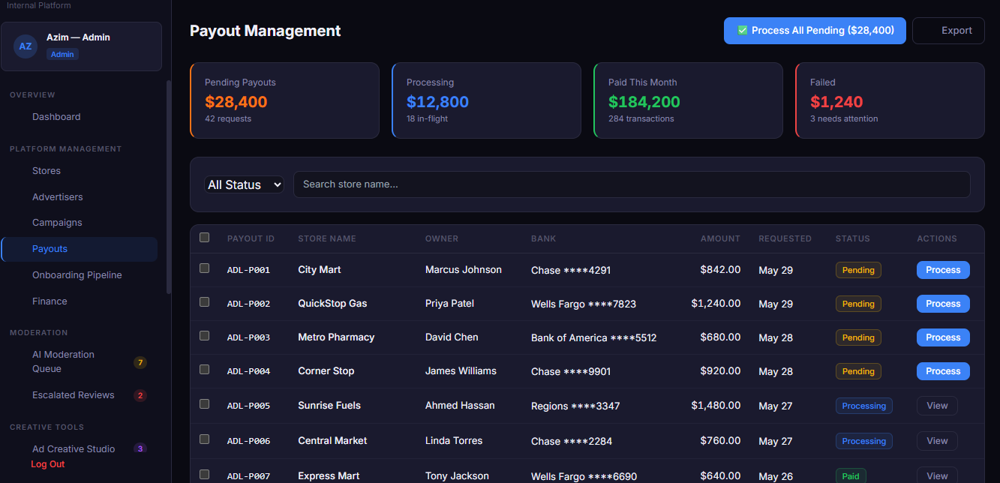 Internal Platform
AZ
Azim — Admin
Admin
OVERVIEW
Dashboard
PLATFORM MANAGEMENT
Stores
Advertisers
Campaigns
Payouts
Onboarding Pipeline
Finance
MODERATION
AI Moderation
Queue
7
Escalated Reviews 2
CREATIVE TOOLS
Ad Creative Studio 3
Log Out
Payout Management
✅ Process All Pending ($28,400)
Export
Pending Payouts
$28,400
42 requests
Processing
$12,800
18 in-flight
Paid This Month
$184,200
284 transactions
Failed
$1,240
3 needs attention
All Status
Search store name...
PAYOUT ID STORE NAME OWNER BANK AMOUNT REQUESTED STATUS ACTIONS
ADL-P001 City Mart Marcus Johnson Chase ****4291 $842.00 May 29 Pending Process
ADL-P002 QuickStop Gas Priya Patel Wells Fargo ****7823 $1,240.00 May 29 Pending Process
ADL-P003 Metro Pharmacy David Chen Bank of America ****5512 $680.00 May 28 Pending Process
ADL-P004 Corner Stop James Williams Chase ****9901 $920.00 May 28 Pending Process
ADL-P005 Sunrise Fuels Ahmed Hassan Regions ****3347 $1,480.00 May 27 Processing View
ADL-P006 Central Market Linda Torres Chase ****2284 $760.00 May 27 Processing View
ADL-P007 Express Mart Tony Jackson Wells Fargo ****6690 $640.00 May 26 Paid View